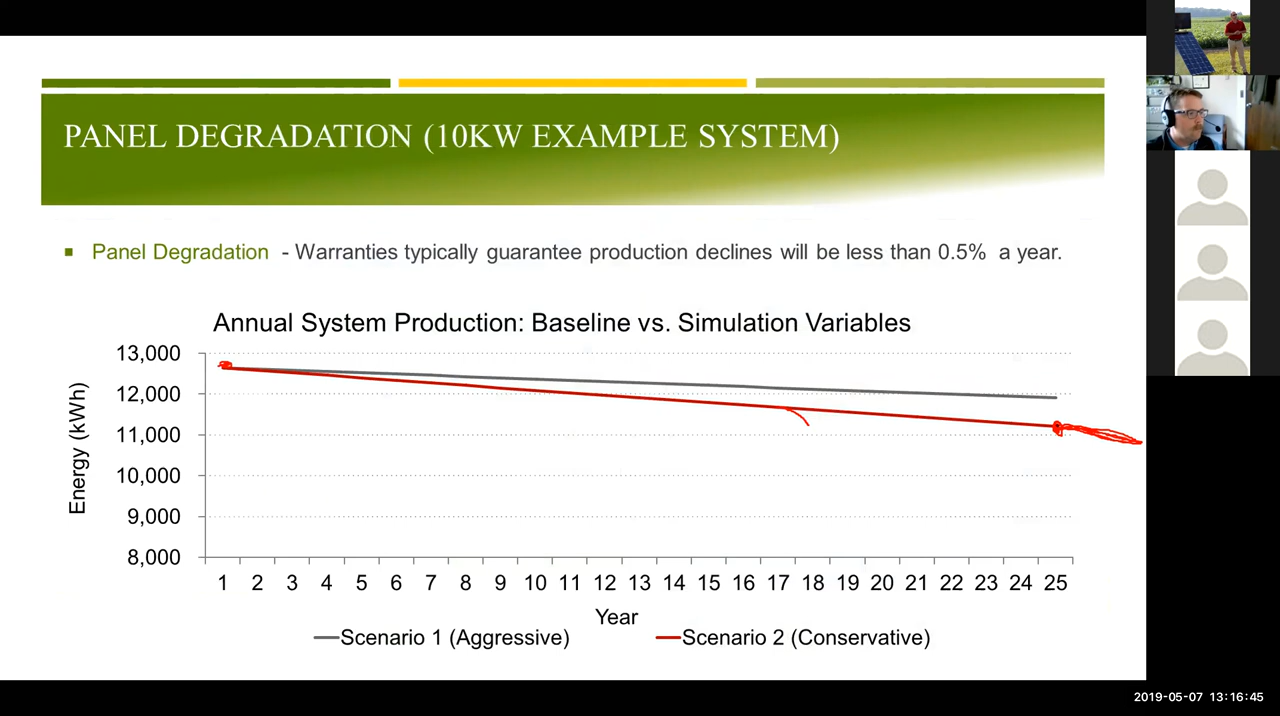 PANEL DEGRADATION (10KW EXAMPLE SYSTEM)
▪ Panel Degradation - Warranties typically guarantee production declines will be less than 0.5% a year.
Annual System Production: Baseline vs. Simulation Variables
13,000
12,000
11,000
10,000
9,000
8,000
Energy (kWh)
1 2 3 4 5 6 7 8 9 10 11 12 13 14 15 16 17 18 19 20 21 22 23 24 25
Year
Scenario 1 (Aggressive) Scenario 2 (Conservative)
2019-05-07 13:16:45